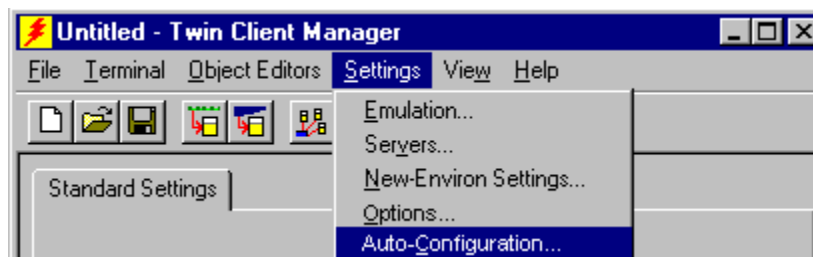 Untitled - Twin Client Manager
File Terminal Object Editors Settings View Help
Emulation...
Servers...
New-Environ Settings...
Options...
Auto-Configuration...
Standard Settings